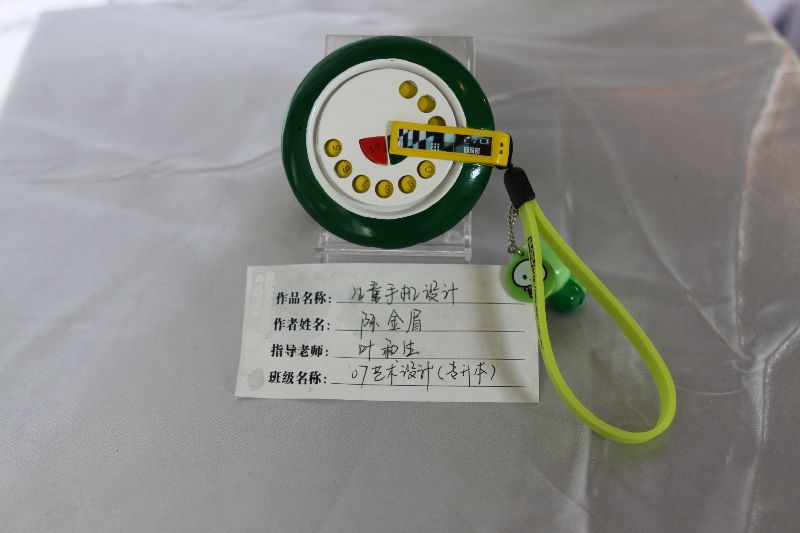 作品名称: 儿童手机设计
作者姓名: 陈金眉
指导老师: 叶和生
班级名称: 07艺术设计(专升本)